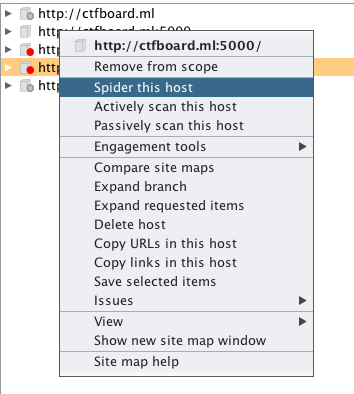 http://ctfboard.ml
http://ctfboard.ml:5000
http://ctfboard.ml:5000/
Remove from scope
Spider this host
Actively scan this host
Passively scan this host
Engagement tools
Compare site maps
Expand branch
Expand requested items
Delete host
Copy URLs in this host
Copy links in this host
Save selected items
Issues
View
Show new site map window
Site map help